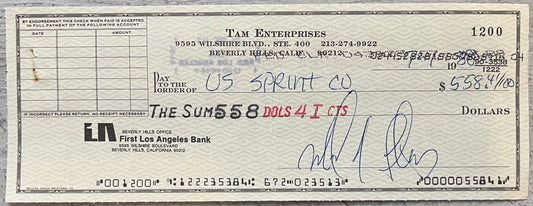 BY ENDORSEMENT THIS CHECK WHEN PAID IS ACCEPTED IN FULL PAYMENT OF THE FOLLOWING ACCOUNT
DATE AMOUNT
IF INCORRECT PLEASE RETURN. NO RECEIPT NECESSARY.
TAM ENTERPRISES 1200
9595 WILSHIRE BLVD., STE. 400 213-274-9922
BEVERLY HILLS, CALIF. 90212
19
90-3538
1222
PAY TO THE ORDER OF US SPRINT CO $ 558 41/100
THE SUM 558 DOLS 41 CTS DOLLARS
BEVERLY HILLS OFFICE
First Los Angeles Bank
9595 WILSHIRE BOULEVARD
BEVERLY HILLS, CALIFORNIA 90212
⑈001200⑈ ⑆122235384⑆ 672 023513⑈ ⑈0000055841⑈